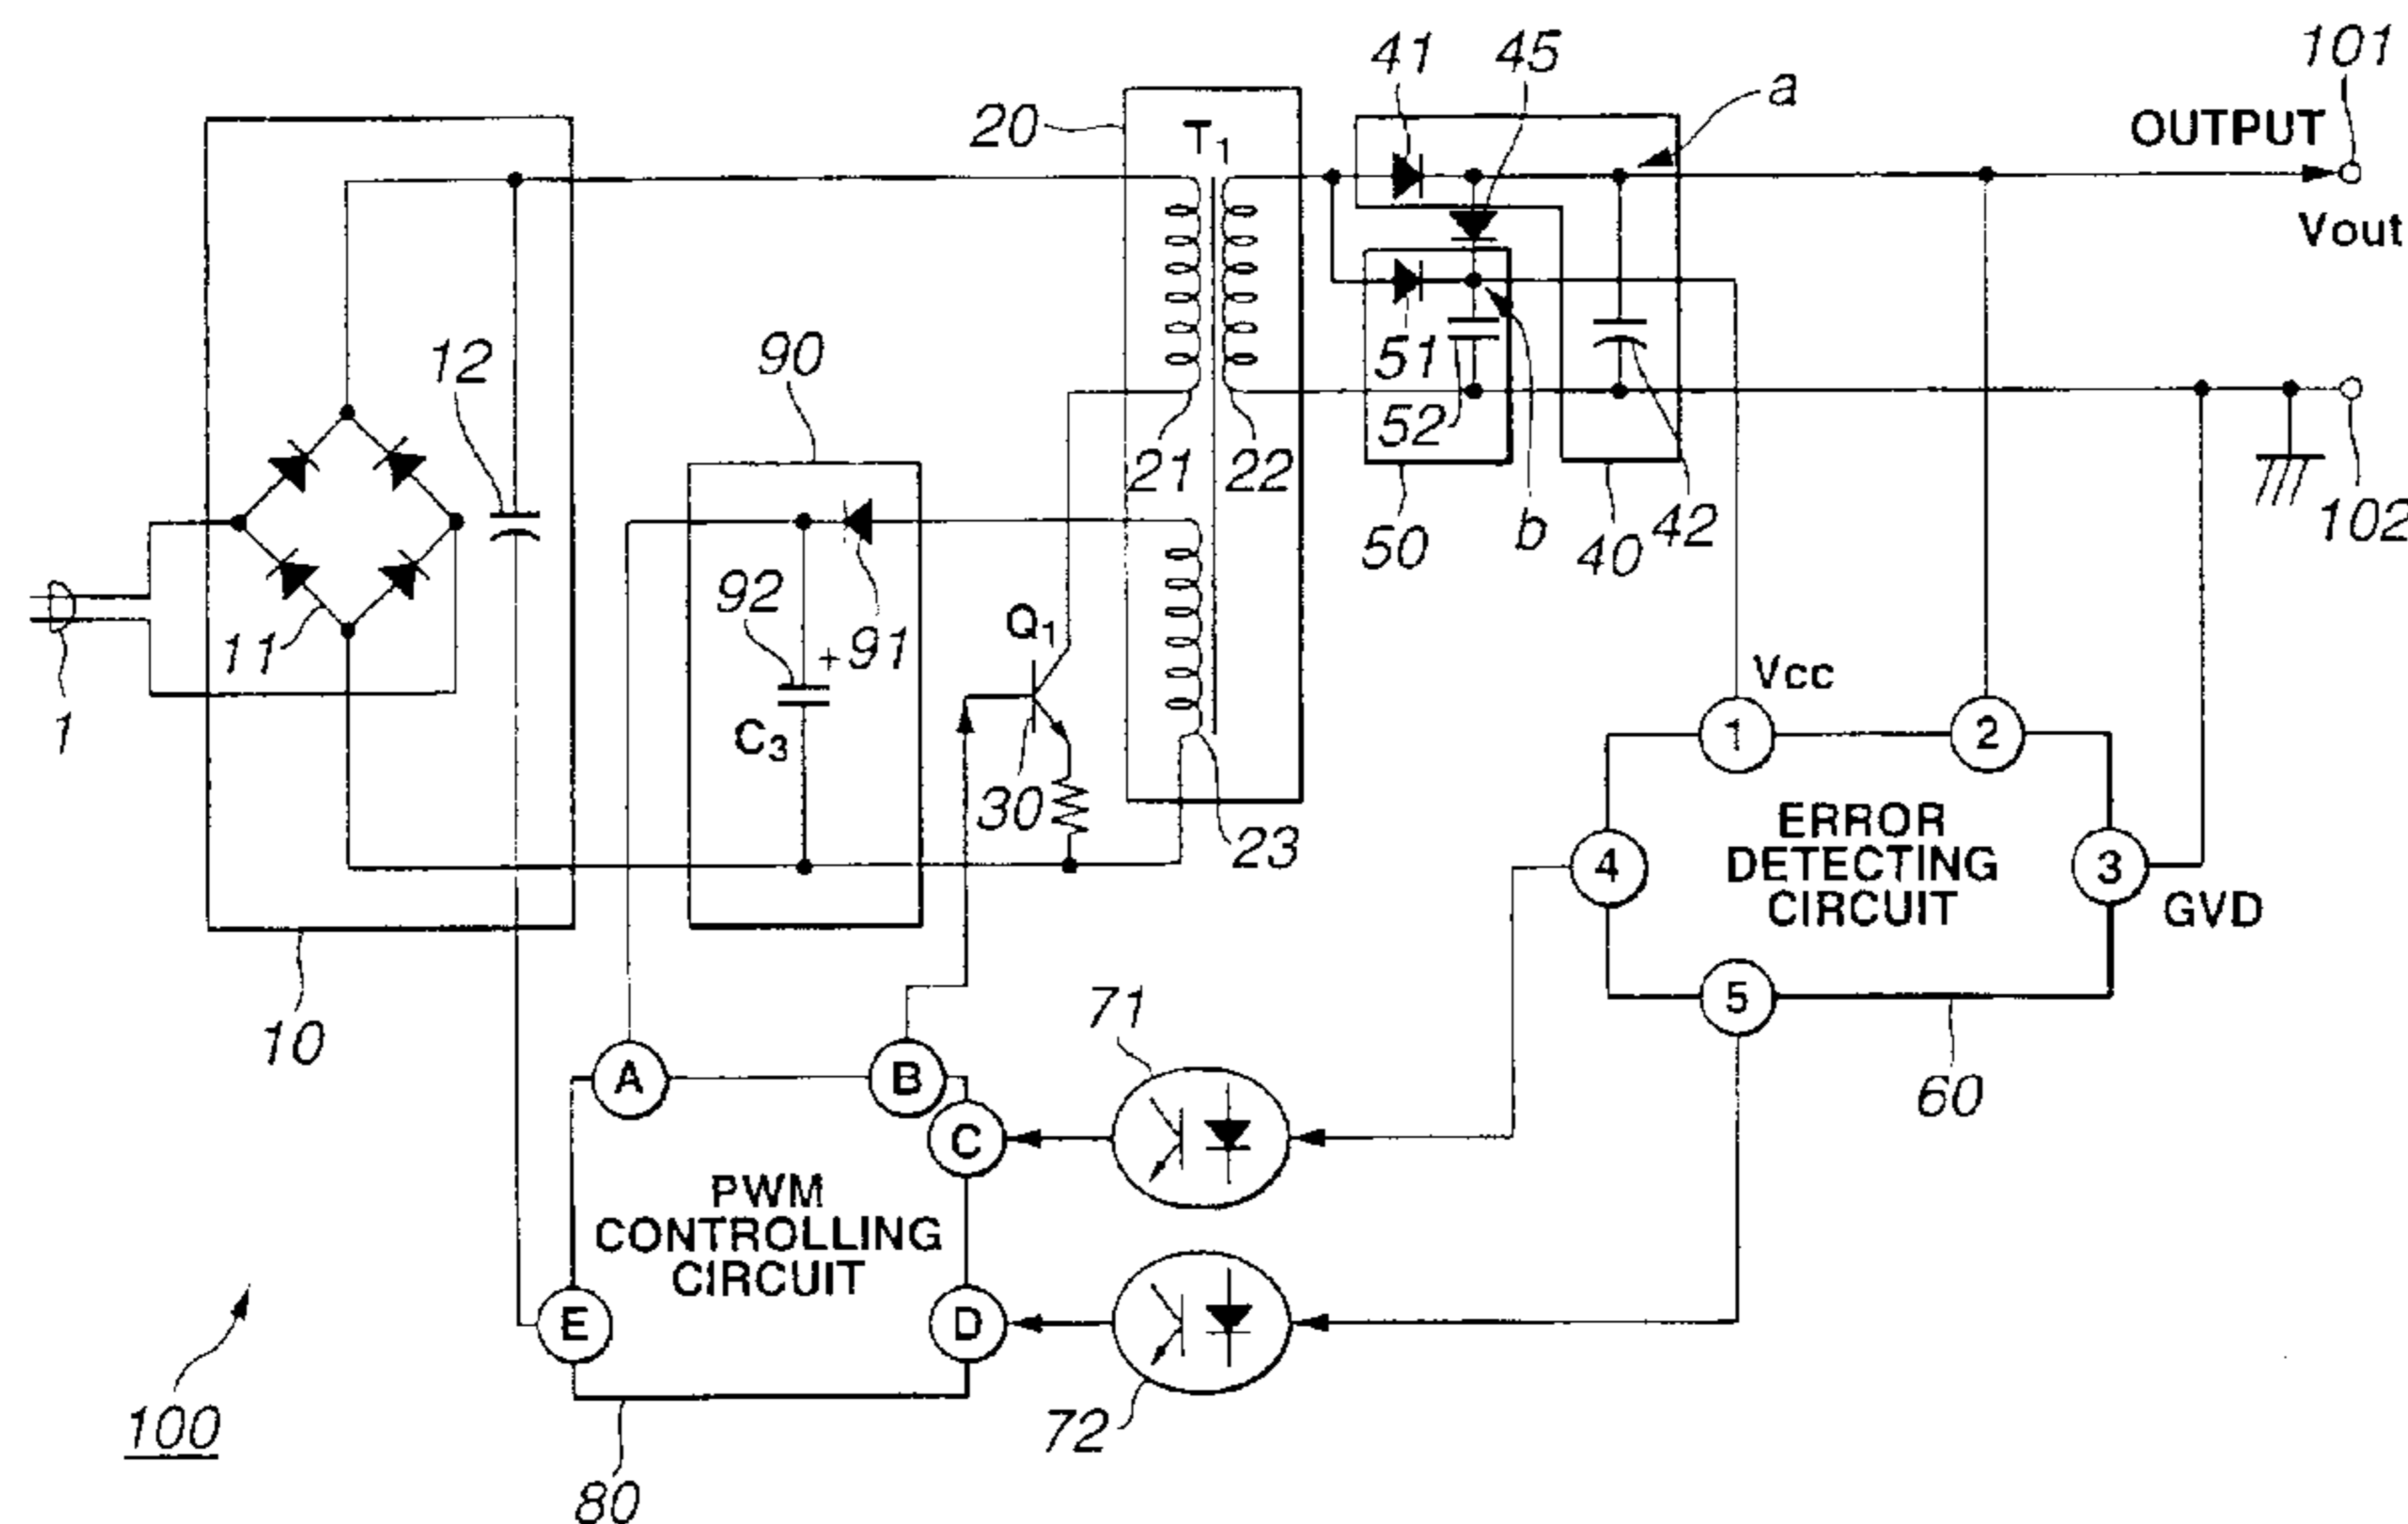 41
45
a
101
20
T1
OUTPUT
Vout
12
90
51
52
21
22
50
b
40
42
102
11
92
+
91
Q1
1
C3
30
23
Vcc
1
2
4
ERROR
DETECTING
CIRCUIT
3
GVD
5
10
71
60
A
B
C
PWM
CONTROLLING
CIRCUIT
E
D
100
72
80